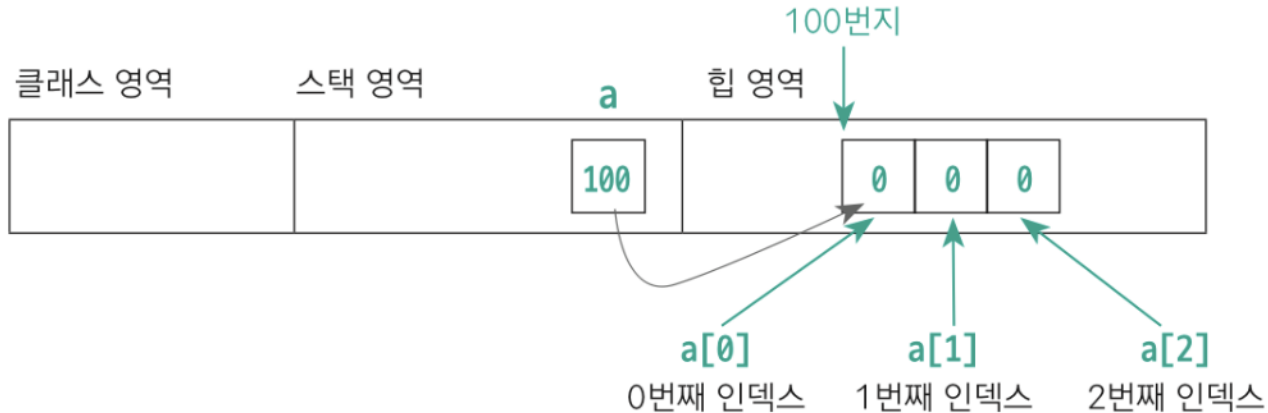 100번지
클래스 영역
스택 영역
a
힙 영역
100
0
0
0
a[0]
a[1]
a[2]
0번째 인덱스
1번째 인덱스
2번째 인덱스